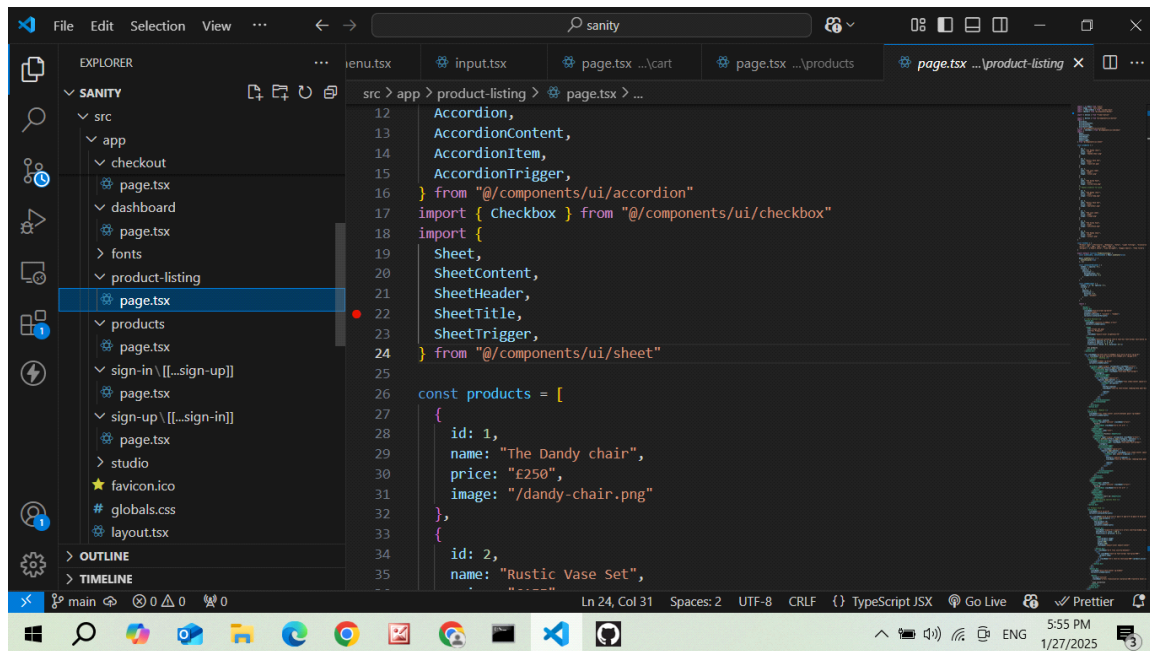 File Edit Selection View ··· sanity
EXPLORER ···
enu.tsx input.tsx page.tsx ...\cart page.tsx ...\products page.tsx ...\product-listing
SANITY
src > app > product-listing > page.tsx > ...
src
app
checkout
page.tsx
dashboard
page.tsx
fonts
product-listing
page.tsx
products
page.tsx
sign-in\[[...sign-up]]
page.tsx
sign-up\[[...sign-in]]
page.tsx
studio
favicon.ico
# globals.css
layout.tsx
OUTLINE
TIMELINE
12 Accordion,
13 AccordionContent,
14 AccordionItem,
15 AccordionTrigger,
16 } from "@/components/ui/accordion"
17 import { Checkbox } from "@/components/ui/checkbox"
18 import {
19 Sheet,
20 SheetContent,
21 SheetHeader,
22 SheetTitle,
23 SheetTrigger,
24 } from "@/components/ui/sheet"
25
26 const products = [
27 {
28 id: 1,
29 name: "The Dandy chair",
30 price: "£250",
31 image: "/dandy-chair.png"
32 },
33 {
34 id: 2,
35 name: "Rustic Vase Set",
1
1
main 0 0 0 Ln 24, Col 31 Spaces: 2 UTF-8 CRLF {} TypeScript JSX Go Live Prettier
ENG
5:55 PM
1/27/2025
3